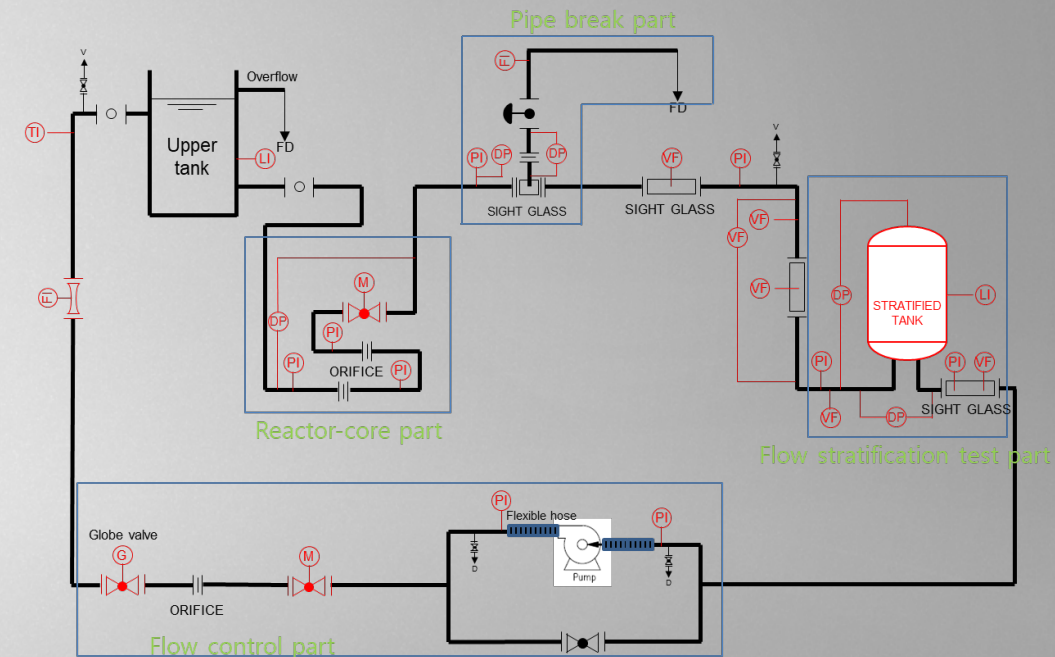 Pipe break part
V
Overflow
FI
FD
TI
Upper
tank
LI
FD
PI
DP
DP
VF
PI
V
SIGHT GLASS
SIGHT GLASS
VF
VF
VF
M
DP
PI
PI
ORIFICE
PI
FI
DP
STRATIFIED
TANK
LI
PI
PI
VF
VF
DP
SIGHT GLASS
Reactor-core part
Flow stratification test part
PI
Flexible hose
PI
Globe valve
G
M
D
D
Pump
ORIFICE
Flow control part